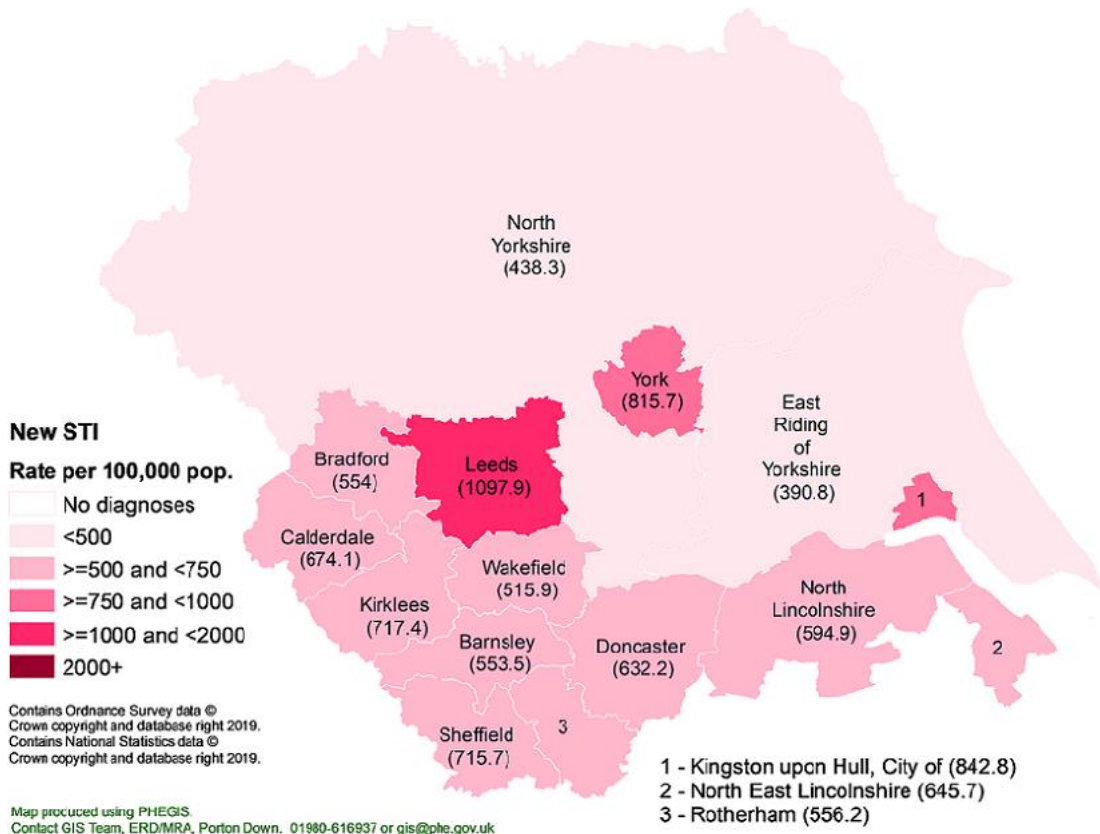 North
Yorkshire
(438.3)
York
(815.7)
East
Riding
of
Yorkshire
(390.8)
Leeds
(1097.9)
Bradford
(554)
1
Calderdale
(674.1)
Wakefield
(515.9)
Kirklees
(717.4)
North
Lincolnshire
(594.9)
Barnsley
(553.5)
Doncaster
(632.2)
2
Sheffield
(715.7)
3
New STI
Rate per 100,000 pop.
No diagnoses
<500
>=500 and <750
>=750 and <1000
>=1000 and <2000
2000+
Contains Ordnance Survey data ©
Crown copyright and database right 2019.
Contains National Statistics data ©
Crown copyright and database right 2019.
1 - Kingston upon Hull, City of (842.8)
2 - North East Lincolnshire (645.7)
3 - Rotherham (556.2)
Map produced using PHEGIS.
Contact GIS Team, ERD/MRA, Porton Down. 01980-616937 or gis@phe.gov.uk